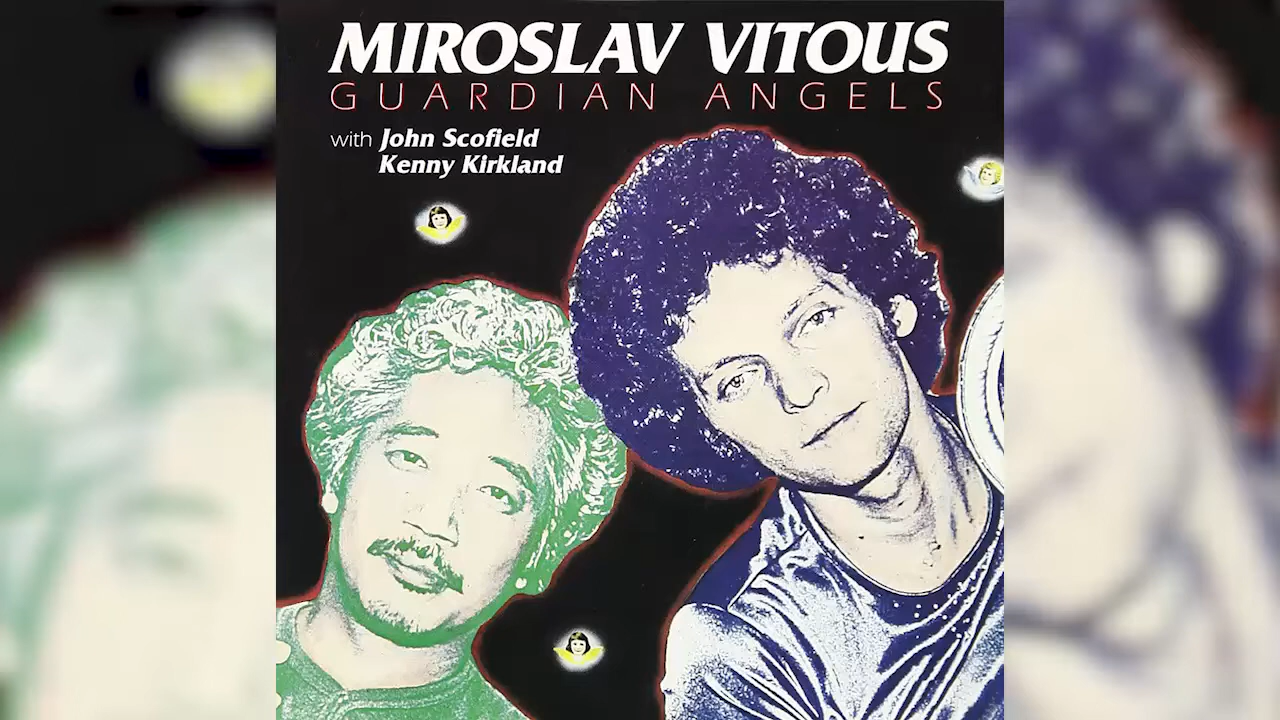 MIROSLAV VITOUS
GUARDIAN ANGELS
with John Scofield
Kenny Kirkland